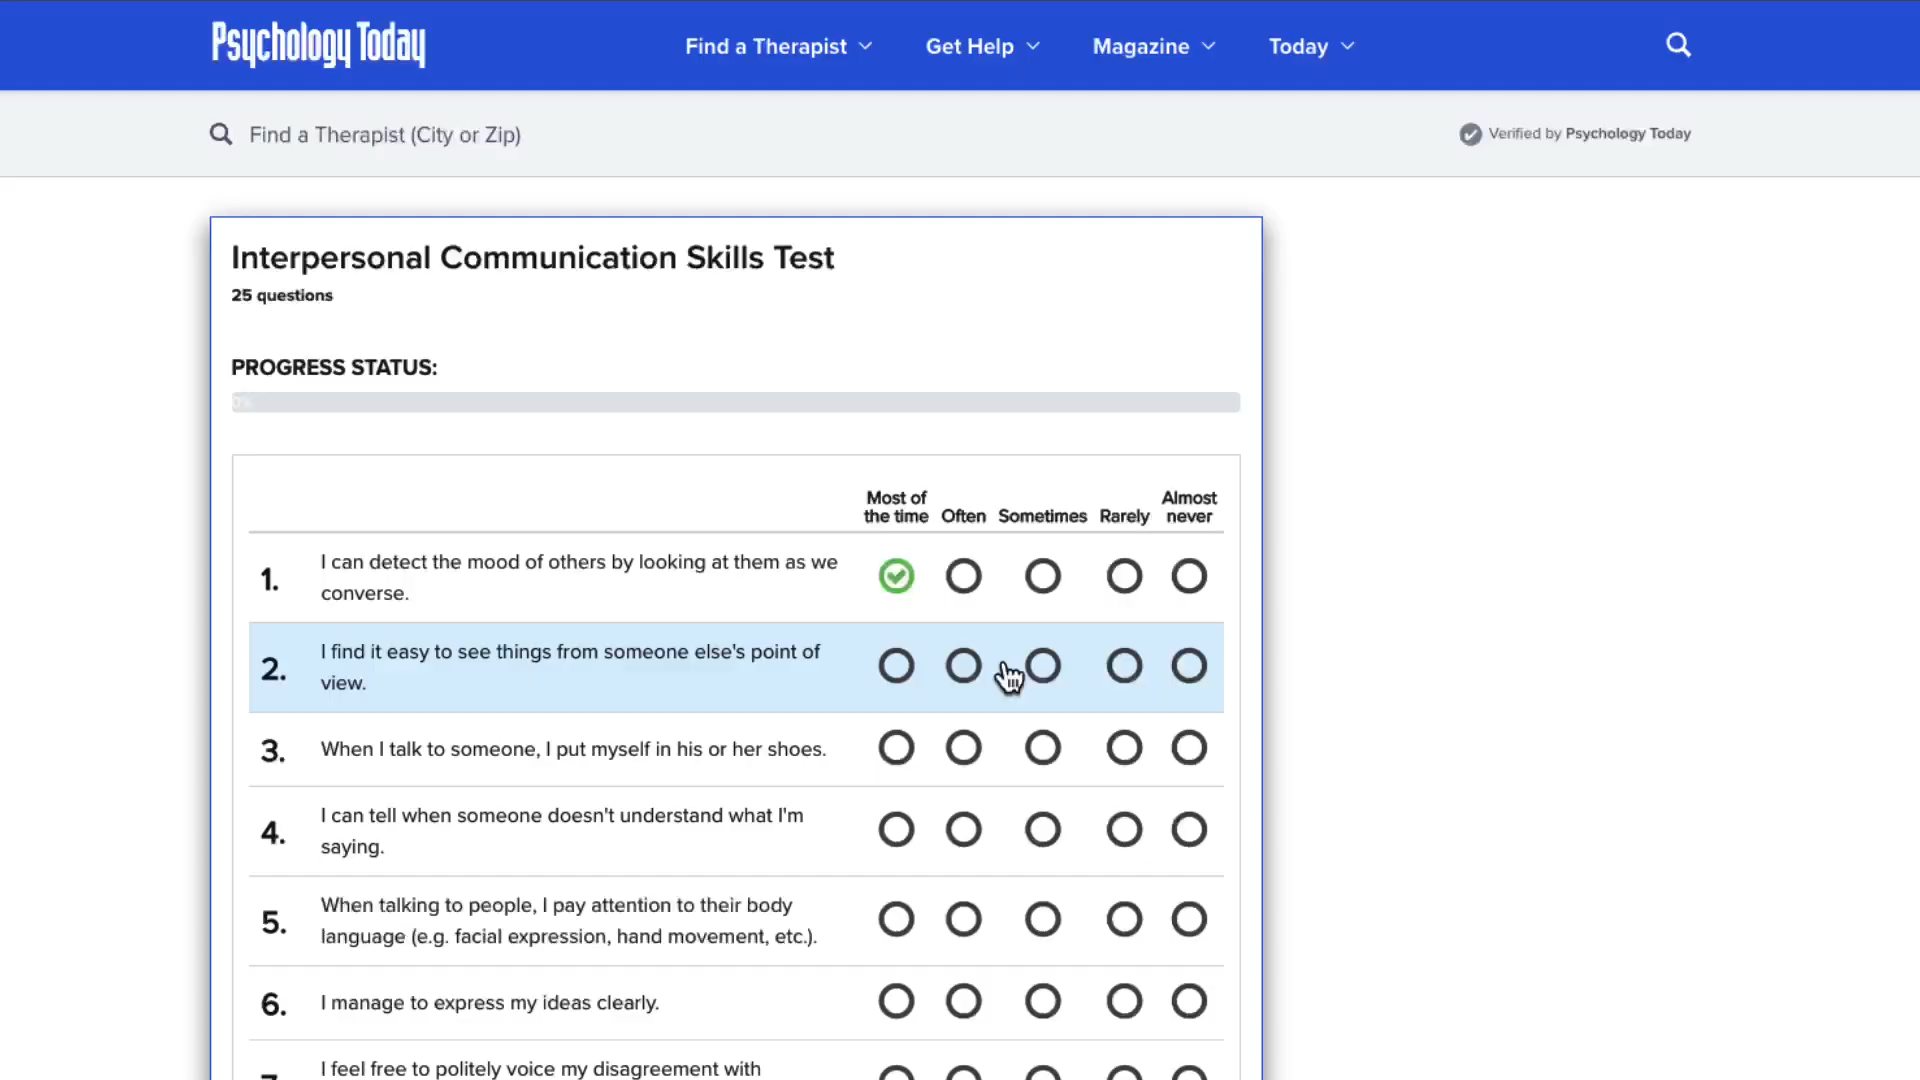 Psychology Today
Find a Therapist
Get Help
Magazine
Today
Find a Therapist (City or Zip)
Verified by Psychology Today
Interpersonal Communication Skills Test
25 questions
PROGRESS STATUS:
0%
Most of the time
Often
Sometimes
Rarely
Almost never
1.
I can detect the mood of others by looking at them as we
converse.
2.
I find it easy to see things from someone else's point of
view.
3.
When I talk to someone, I put myself in his or her shoes.
4.
I can tell when someone doesn't understand what I'm
saying.
5.
When talking to people, I pay attention to their body
language (e.g. facial expression, hand movement, etc.).
6.
I manage to express my ideas clearly.
I feel free to politely voice my disagreement with